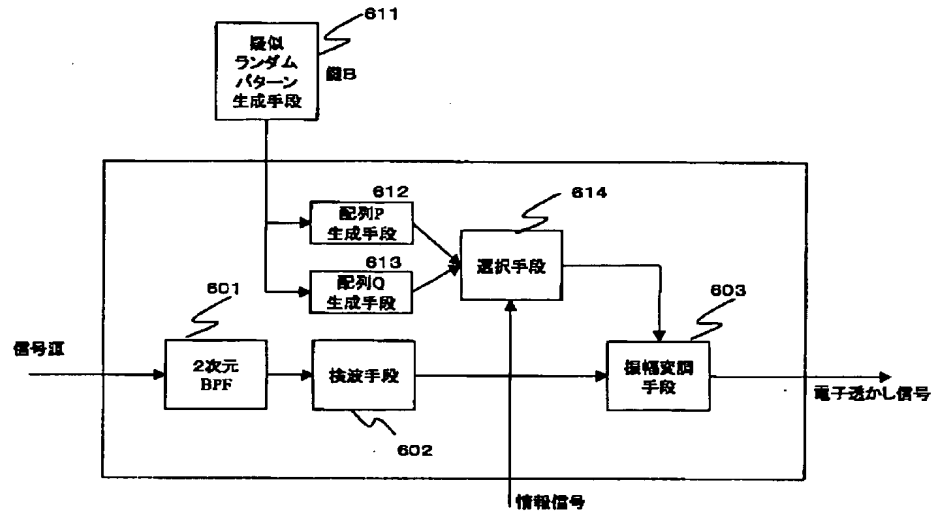 611
疑似
ランダム
パターン
生成手段
鍵B
612
配列P
生成手段
613
配列Q
生成手段
614
選択手段
601
信号源
2次元
BPF
検波手段
602
603
振幅変調
手段
電子透かし信号
情報信号